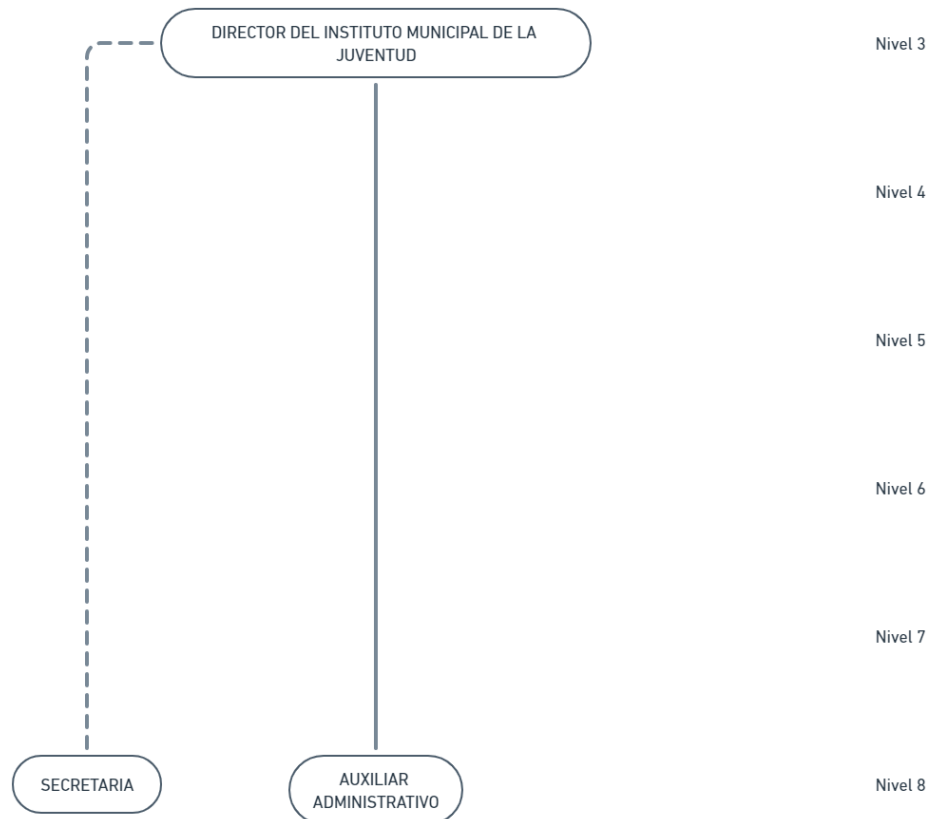 DIRECTOR DEL INSTITUTO MUNICIPAL DE LA
JUVENTUD
Nivel 3
Nivel 4
Nivel 5
Nivel 6
Nivel 7
SECRETARIA
AUXILIAR
ADMINISTRATIVO
Nivel 8